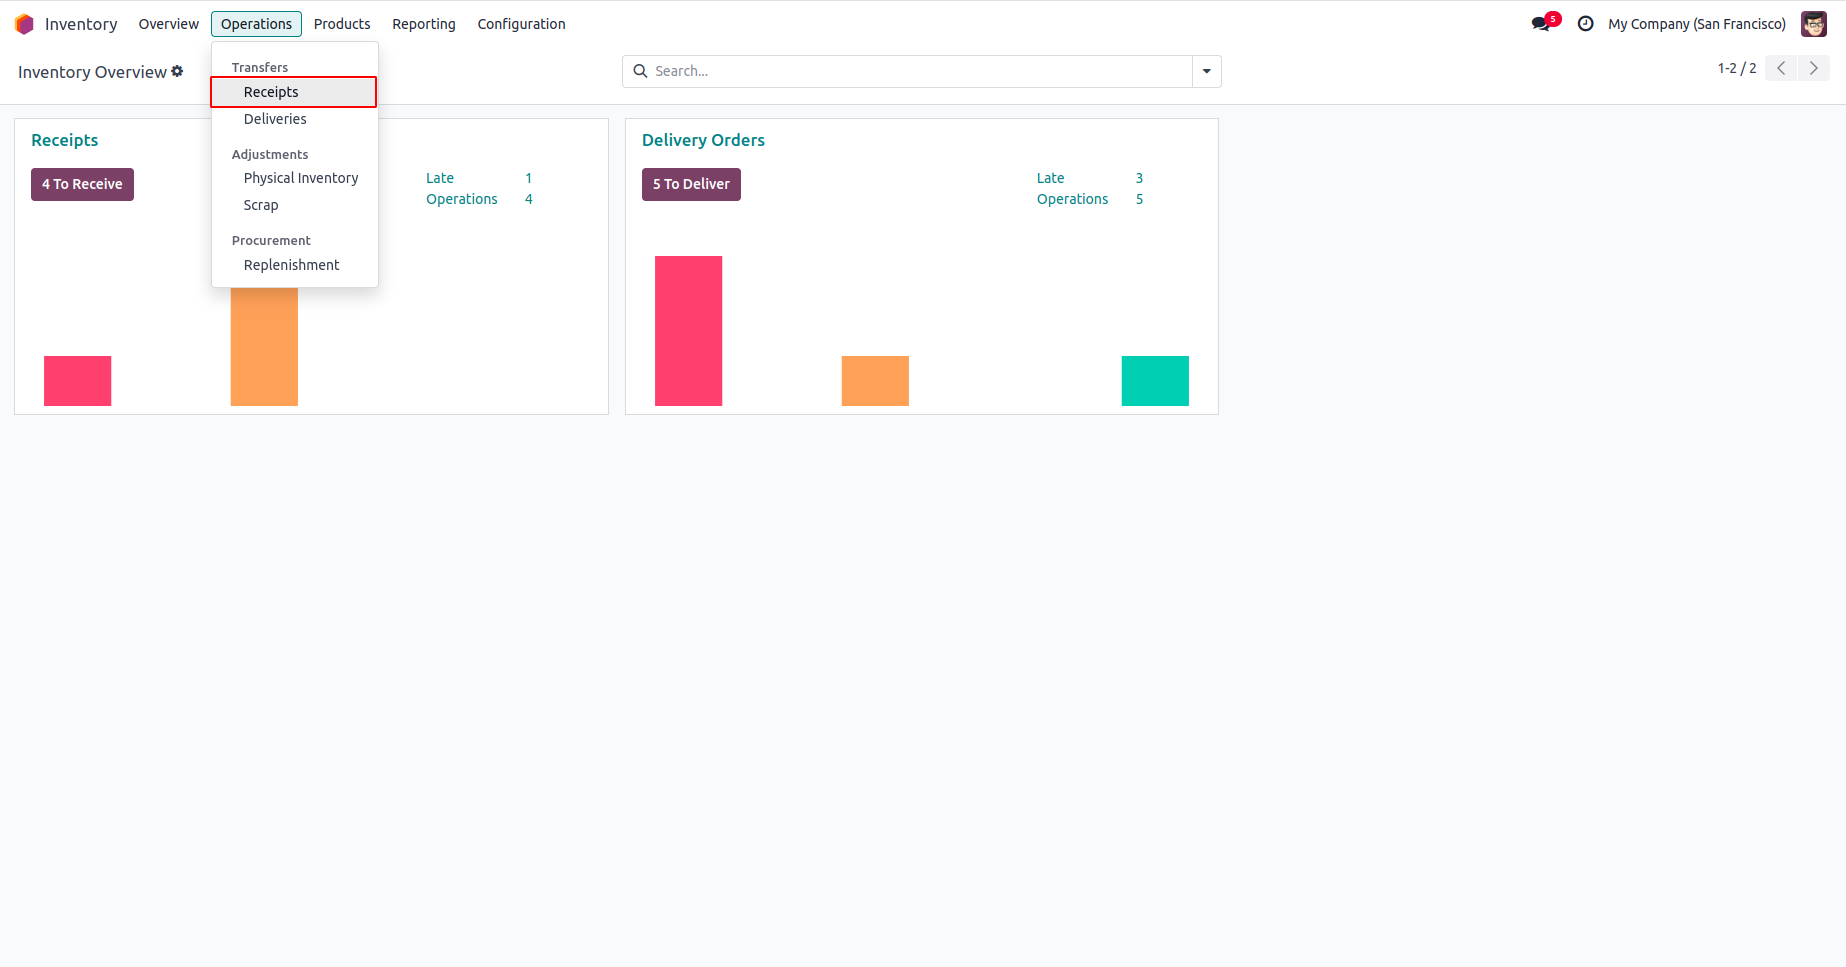 Inventory Overview Operations Products Reporting Configuration 5 My Company (San Francisco)
Inventory Overview Search... 1-2 / 2
Transfers
Receipts
Deliveries
Adjustments
Physical Inventory
Scrap
Procurement
Replenishment
Receipts
4 To Receive
Late 1
Operations 4
Delivery Orders
5 To Deliver
Late 3
Operations 5